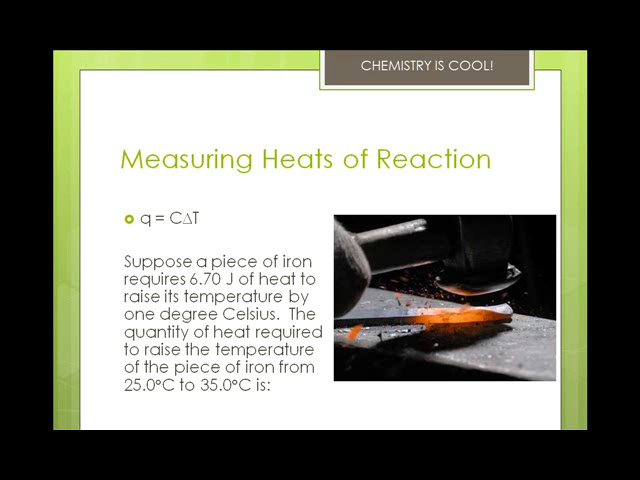 CHEMISTRY IS COOL!
Measuring Heats of Reaction
q = C∆T
Suppose a piece of iron
requires 6.70 J of heat to
raise its temperature by
one degree Celsius.  The
quantity of heat required
to raise the temperature
of the piece of iron from
25.0°C to 35.0°C is: